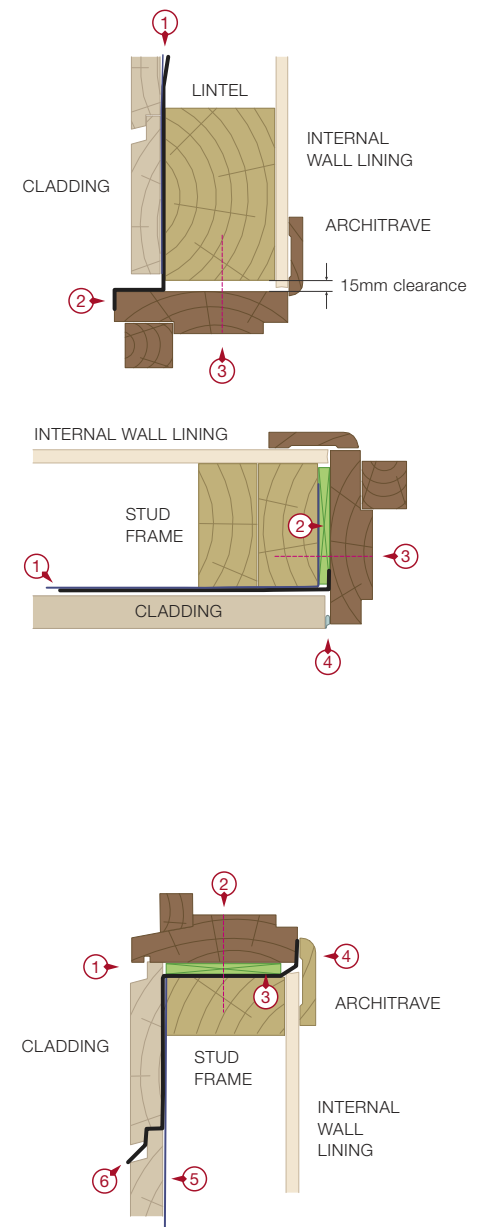 1
LINTEL
INTERNAL
WALL LINING
CLADDING
ARCHITRAVE
15mm clearance
2
3
INTERNAL WALL LINING
STUD
FRAME
2
3
1
CLADDING
4
2
1
4
3
ARCHITRAVE
CLADDING
STUD
FRAME
INTERNAL
WALL
LINING
6
5